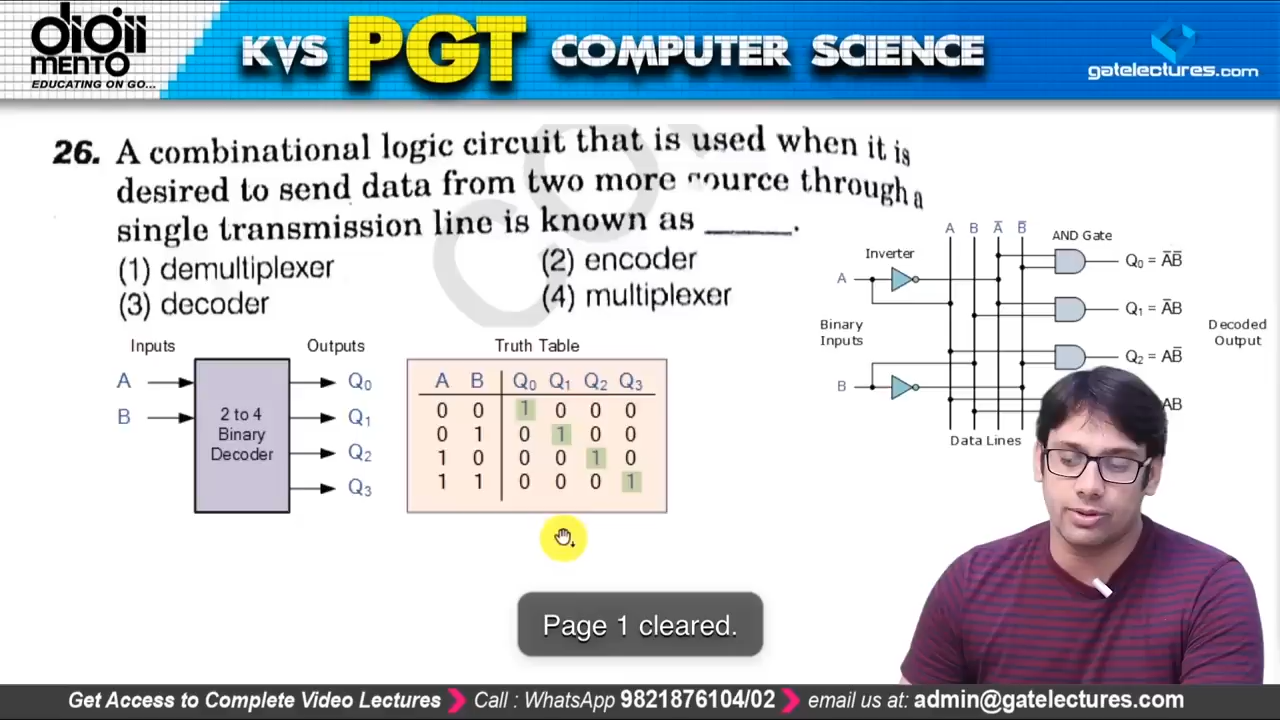 dioii
MENTO
EDUCATING ON GO...
KVS PGT COMPUTER SCIENCE
gatelectures.com
26. A combinational logic circuit that is used when it is
desired to send data from two more source through a
single transmission line is known as _____.
(1) demultiplexer
(2) encoder
(3) decoder
(4) multiplexer
Inputs
Outputs
A
B
2 to 4
Binary
Decoder
Q0
Q1
Q2
Q3
Truth Table
A B Q0 Q1 Q2 Q3
0 0 1 0 0 0
0 1 0 1 0 0
1 0 0 0 1 0
1 1 0 0 0 1
A B A̅ B̅
AND Gate
Inverter
A
Binary
Inputs
B
Q0 = A̅B̅
Q1 = A̅B
Q2 = AB̅
AB
Decoded
Output
Data Lines
Page 1 cleared.
Get Access to Complete Video Lectures Call : WhatsApp 9821876104/02 email us at: admin@gatelectures.com